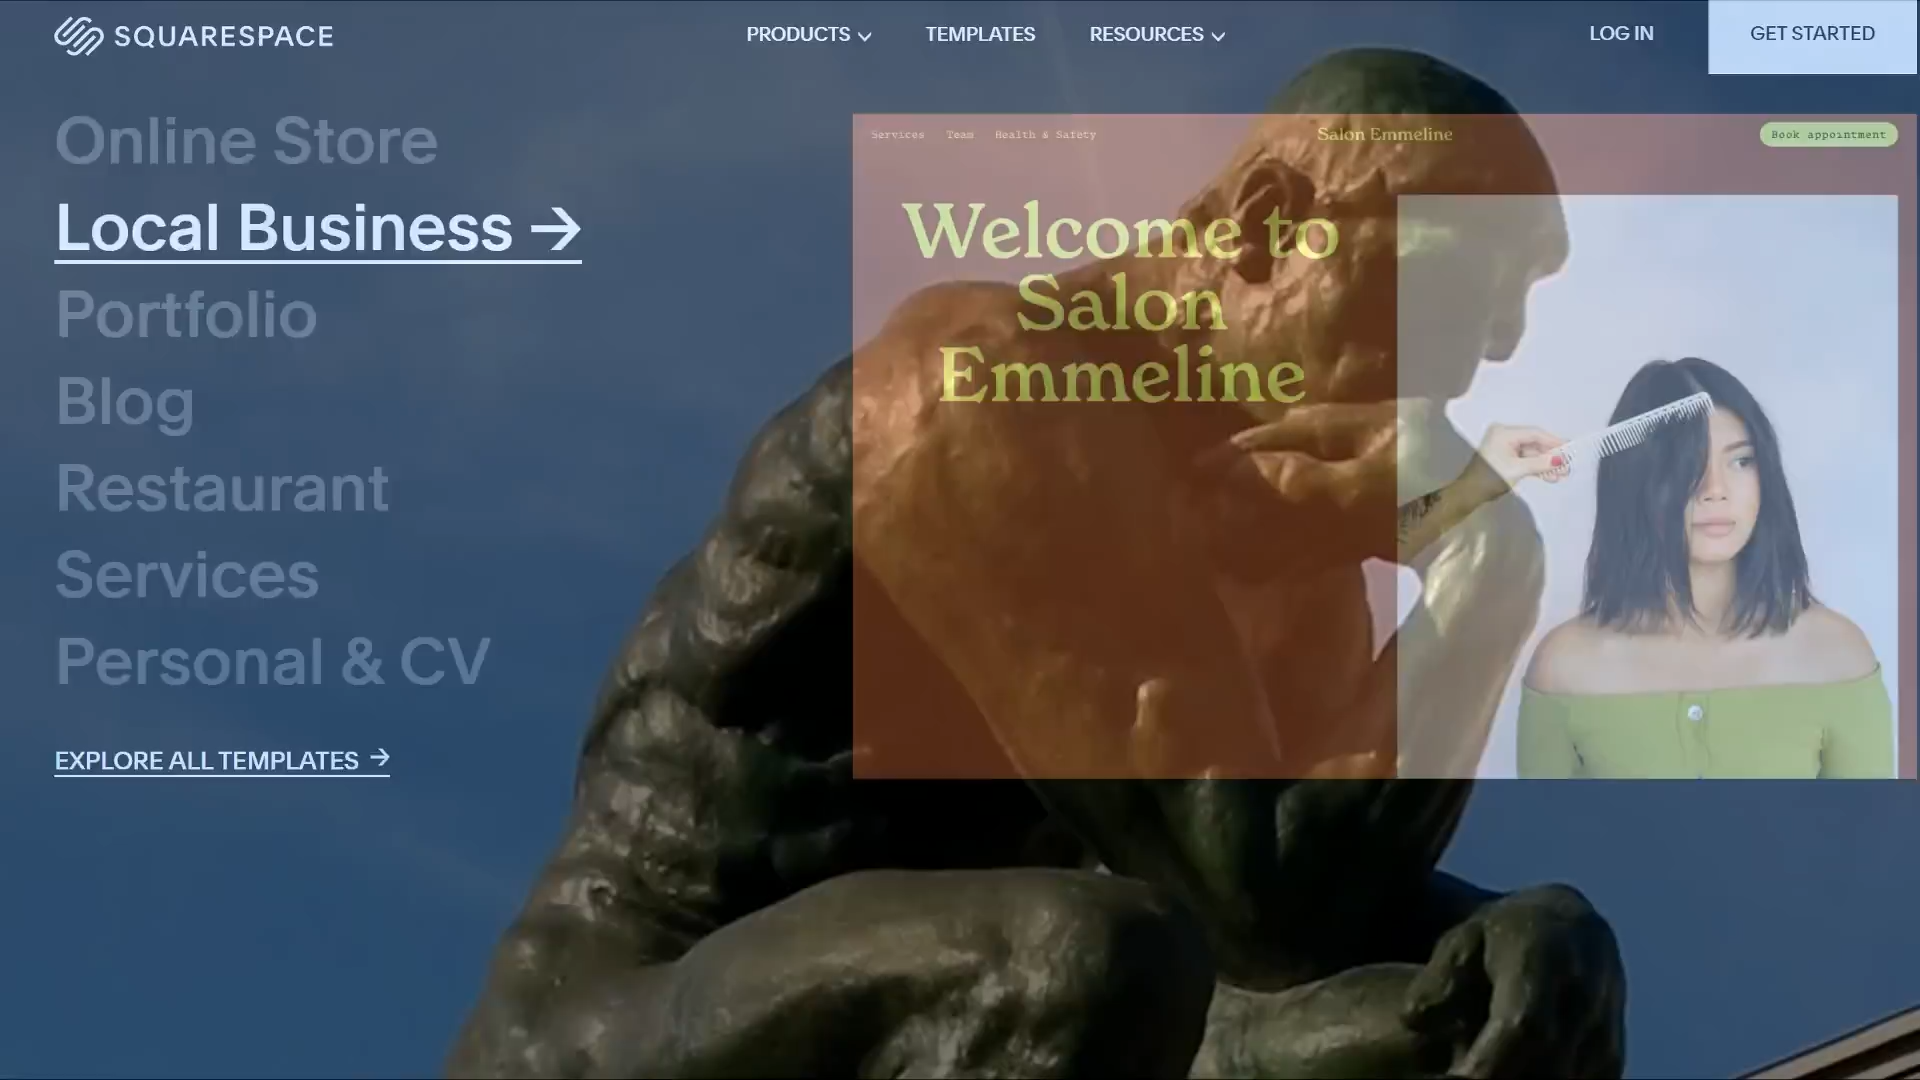 SQUARESPACE
PRODUCTS
TEMPLATES
RESOURCES
LOG IN
GET STARTED
Online Store
Local Business →
Portfolio
Blog
Restaurant
Services
Personal & CV
EXPLORE ALL TEMPLATES →
Services
Team
Health & Safety
Salon Emmeline
Book appointment
Welcome to
Salon
Emmeline